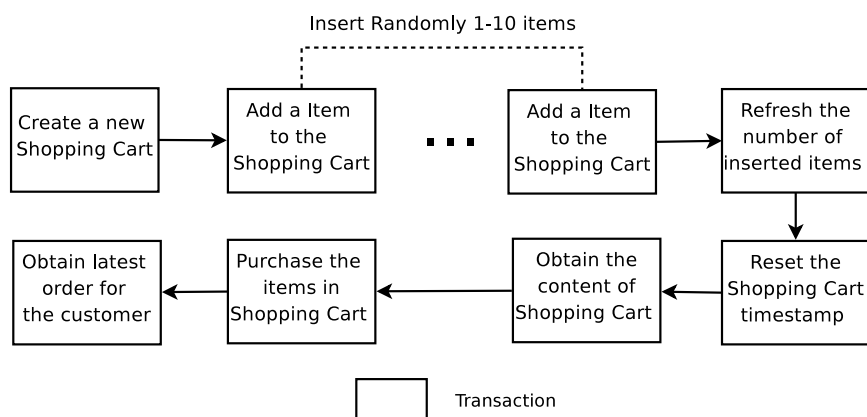 Insert Randomly 1-10 items
Create a new
Shopping Cart
Add a Item
to the
Shopping Cart
Add a Item
to the
Shopping Cart
Refresh the
number of
inserted items
Obtain latest
order for
the customer
Purchase the
items in
Shopping Cart
Obtain the
content of
Shopping Cart
Reset the
Shopping Cart
timestamp
Transaction